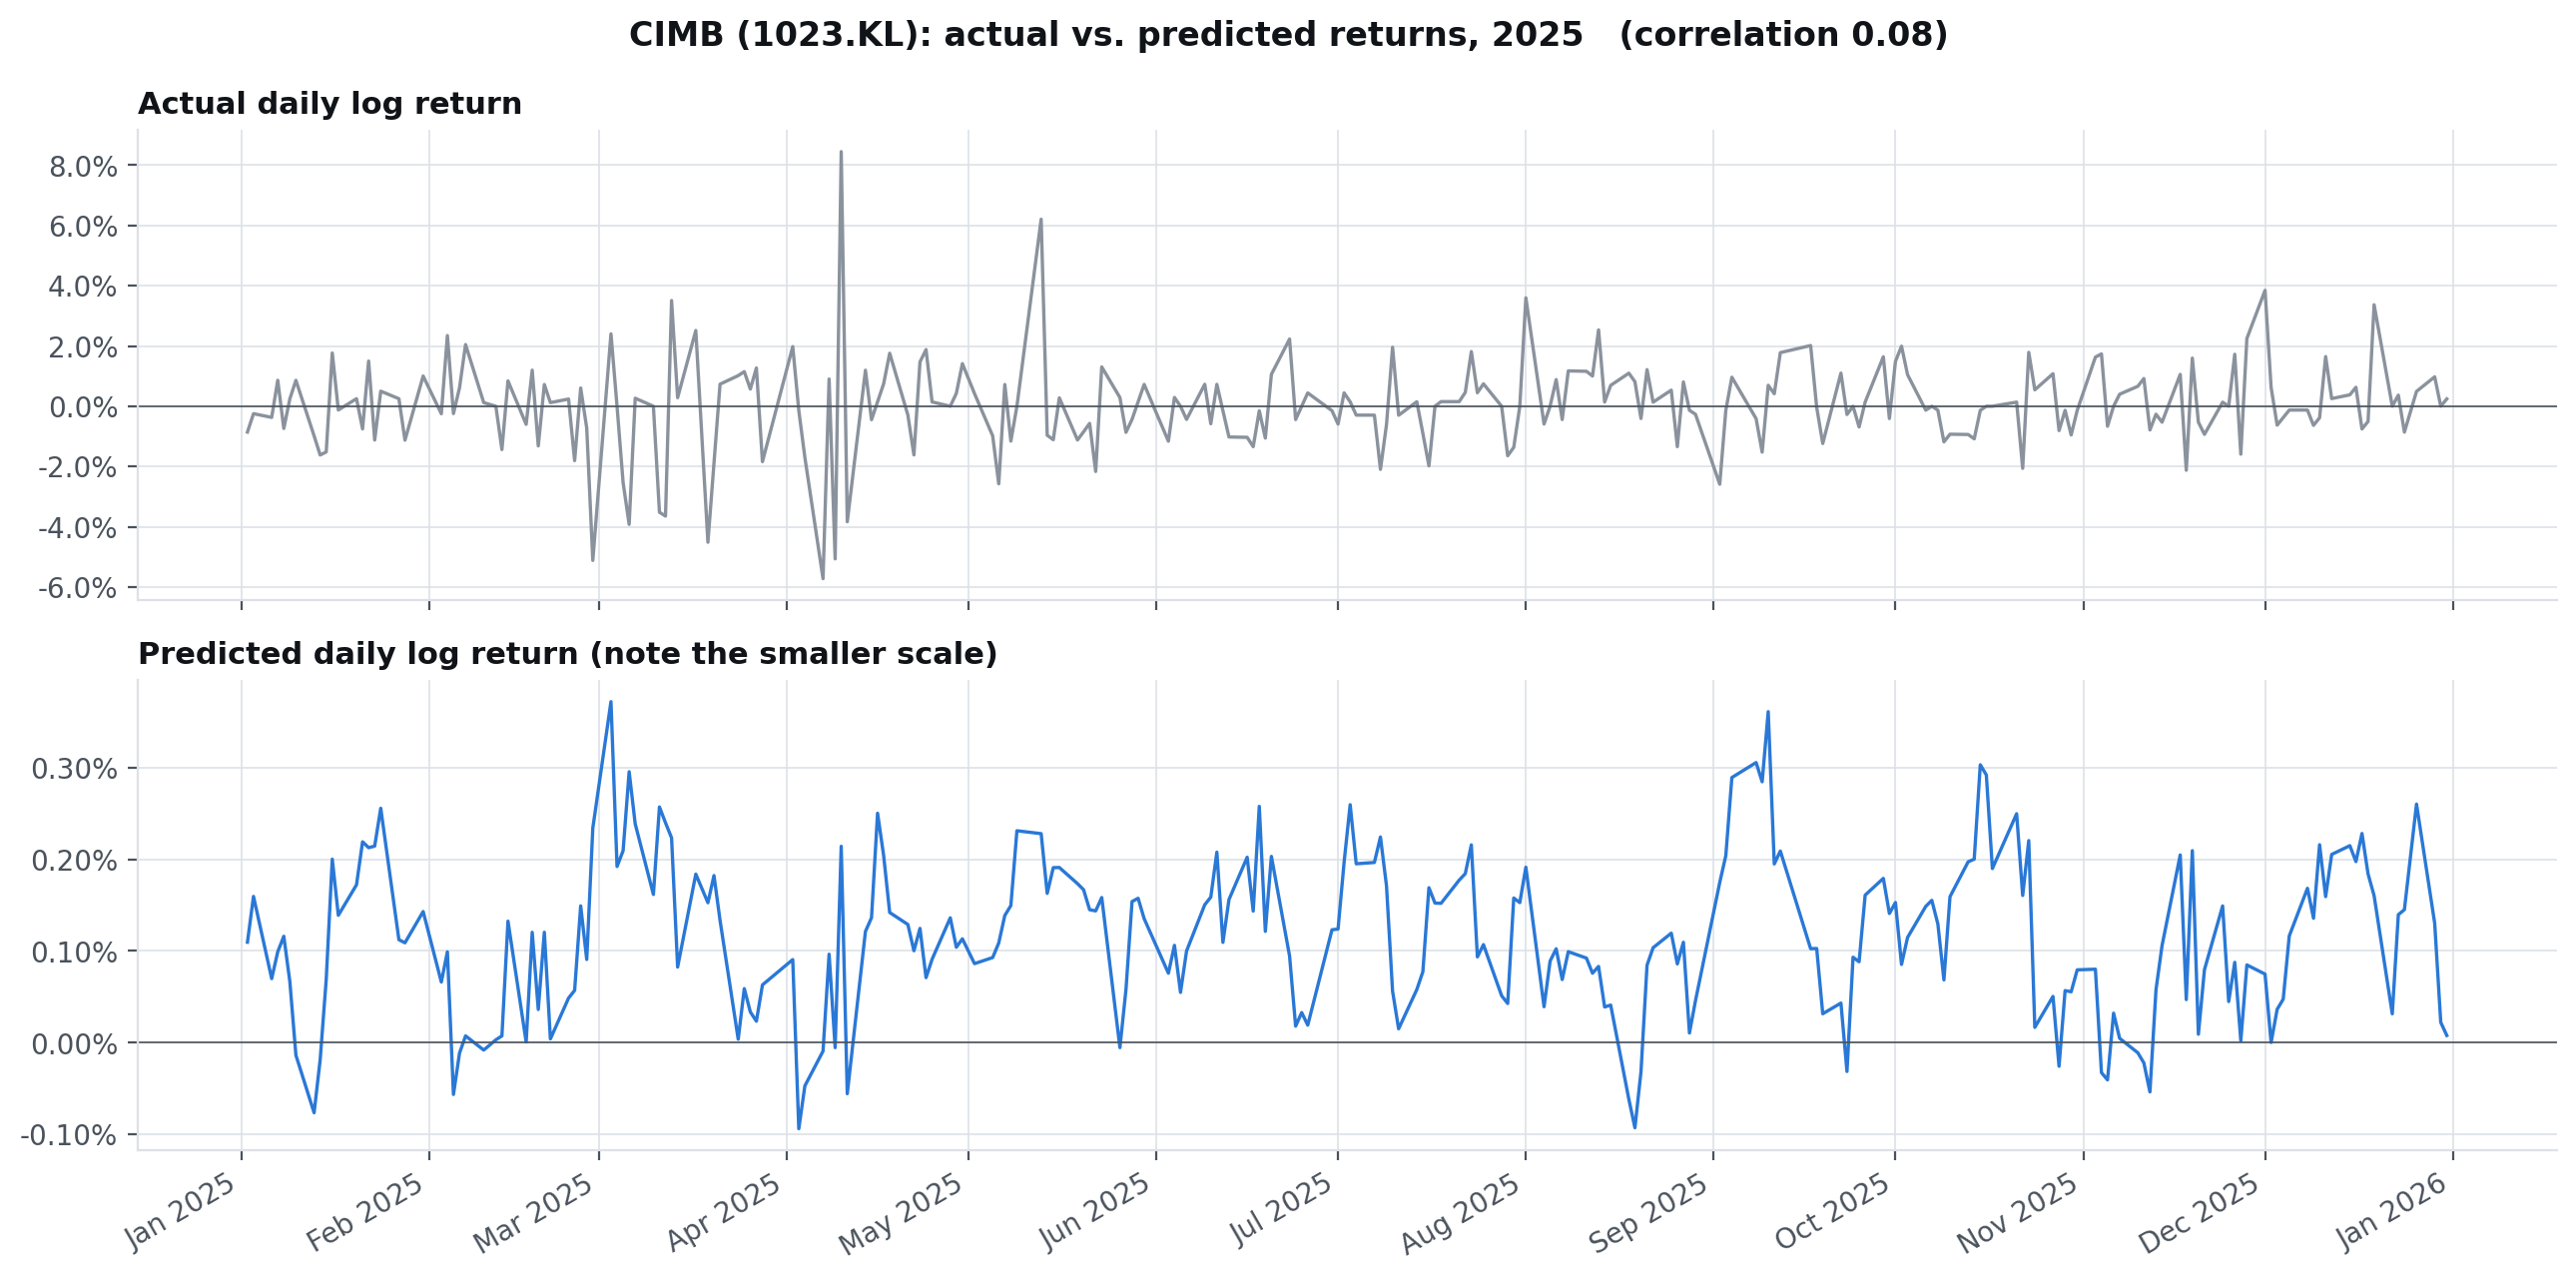 CIMB (1023.KL): actual vs. predicted returns, 2025   (correlation 0.08)
Actual daily log return
8.0%
6.0%
4.0%
2.0%
0.0%
-2.0%
-4.0%
-6.0%
Predicted daily log return (note the smaller scale)
0.30%
0.20%
0.10%
0.00%
-0.10%
Jan 2025
Feb 2025
Mar 2025
Apr 2025
May 2025
Jun 2025
Jul 2025
Aug 2025
Sep 2025
Oct 2025
Nov 2025
Dec 2025
Jan 2026